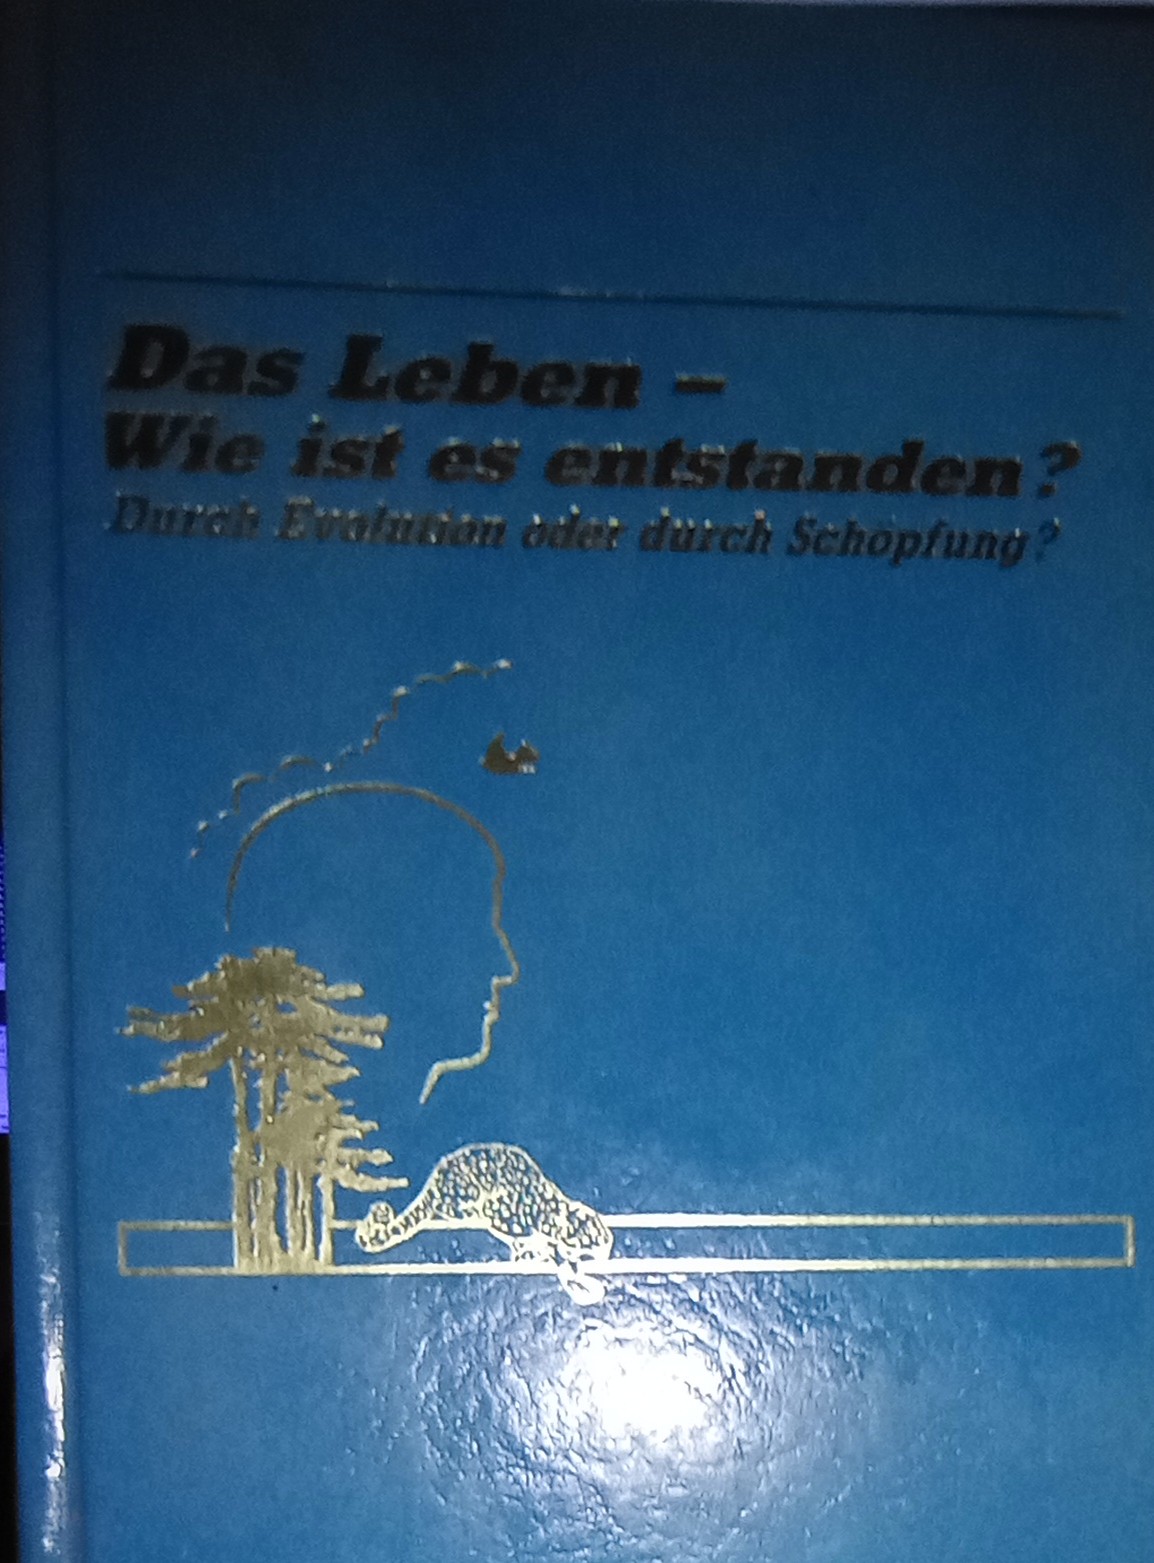 Das Leben –
Wie ist es entstanden?
Durch Evolution oder durch Schöpfung?